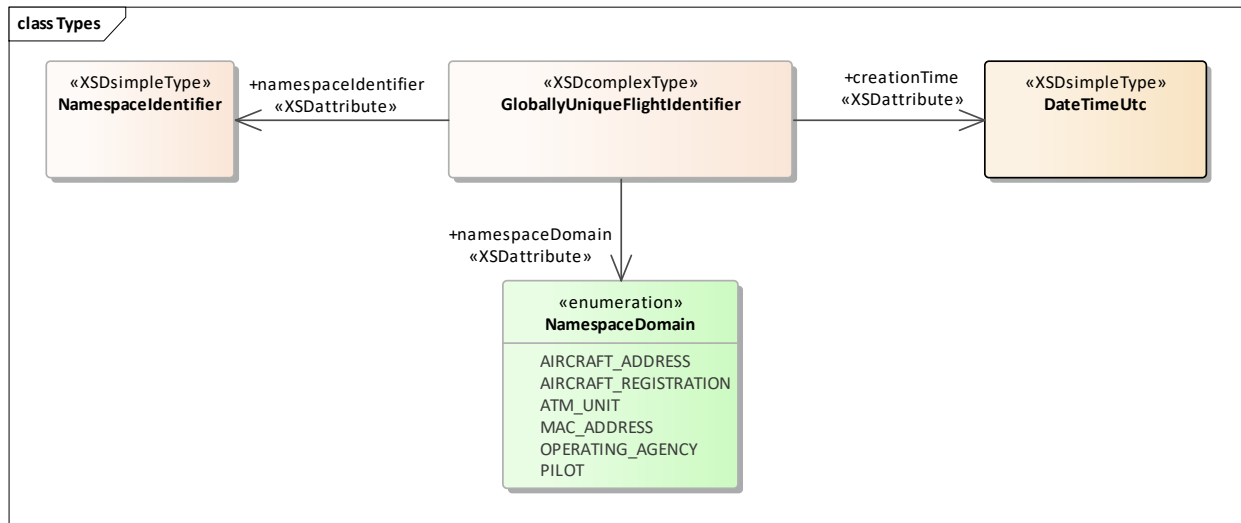 class Types
«XSDsimpleType»
NamespaceIdentifier
+namespaceIdentifier
«XSDattribute»
«XSDcomplexType»
GloballyUniqueFlightIdentifier
+creationTime
«XSDattribute»
«XSDsimpleType»
DateTimeUtc
+namespaceDomain
«XSDattribute»
«enumeration»
NamespaceDomain
AIRCRAFT_ADDRESS
AIRCRAFT_REGISTRATION
ATM_UNIT
MAC_ADDRESS
OPERATING_AGENCY
PILOT